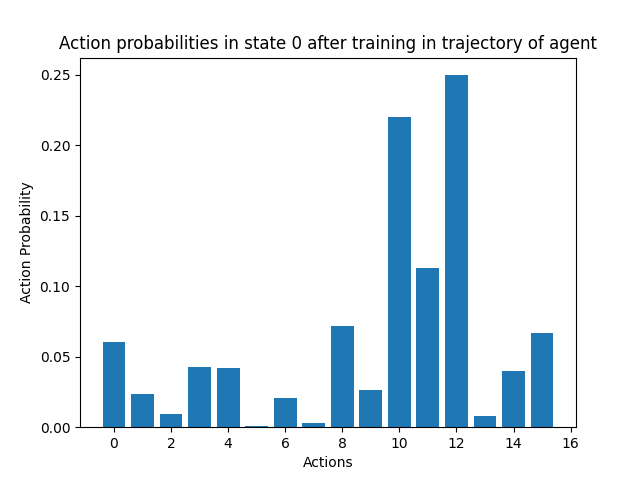 Action probabilities in state 0 after training in trajectory of agent
0.25
0.20
0.15
0.10
0.05
0.00
Action Probability
0 2 4 6 8 10 12 14 16
Actions